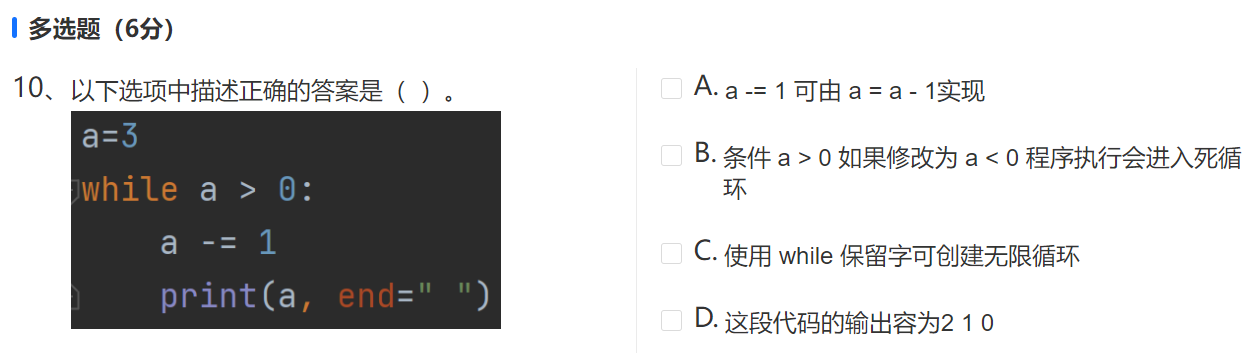 多选题（6分）
10、以下选项中描述正确的答案是（ ）。
a=3
while a > 0:
    a -= 1
    print(a, end=" ")
A. a -= 1 可由 a = a - 1实现
B. 条件 a > 0 如果修改为 a < 0 程序执行会进入死循
环
C. 使用 while 保留字可创建无限循环
D. 这段代码的输出容为2 1 0